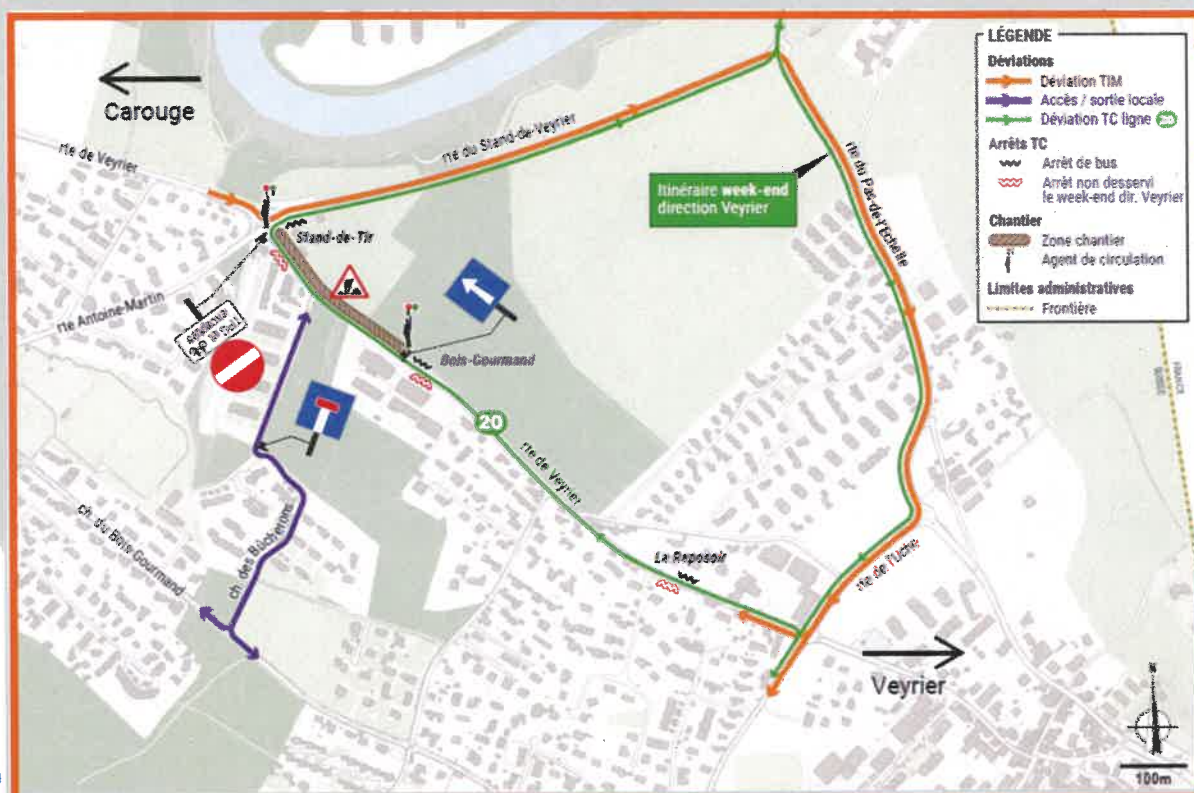 Carouge
rte de Veyrier
rte du Stand-de-Veyrier
Stand-de-Tir
rte Antoine-Martin
Bois-Gourmand
Itinéraire week-end
direction Veyrier
rte du Pas-de-l'Echelle
20
rte de Veyrier
ch. du Bois-Gourmand
ch. des Bûcherons
Le Reposoir
rte de l'Uche
Veyrier
LÉGENDE
Déviations
Déviation TIM
Accès / sortie locale
Déviation TC ligne 20
Arrêts TC
Arrêt de bus
Arrêt non desservi
le week-end dir. Veyrier
Chantier
Zone chantier
Agent de circulation
Limites administratives
Frontière
FRANCE
SUISSE
N
100m